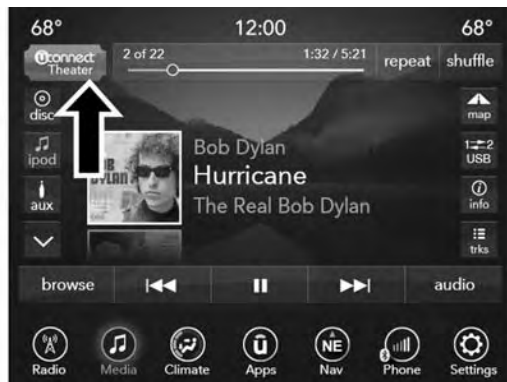 68° 12:00 68°
Uconnect
Theater
2 of 22 1:32 / 5:21 repeat shuffle
disc
map
ipod
Bob Dylan
1 2
USB
Hurricane
aux
The Real Bob Dylan
info
trks
browse audio
Radio Media Climate Apps Nav Phone Settings
NE